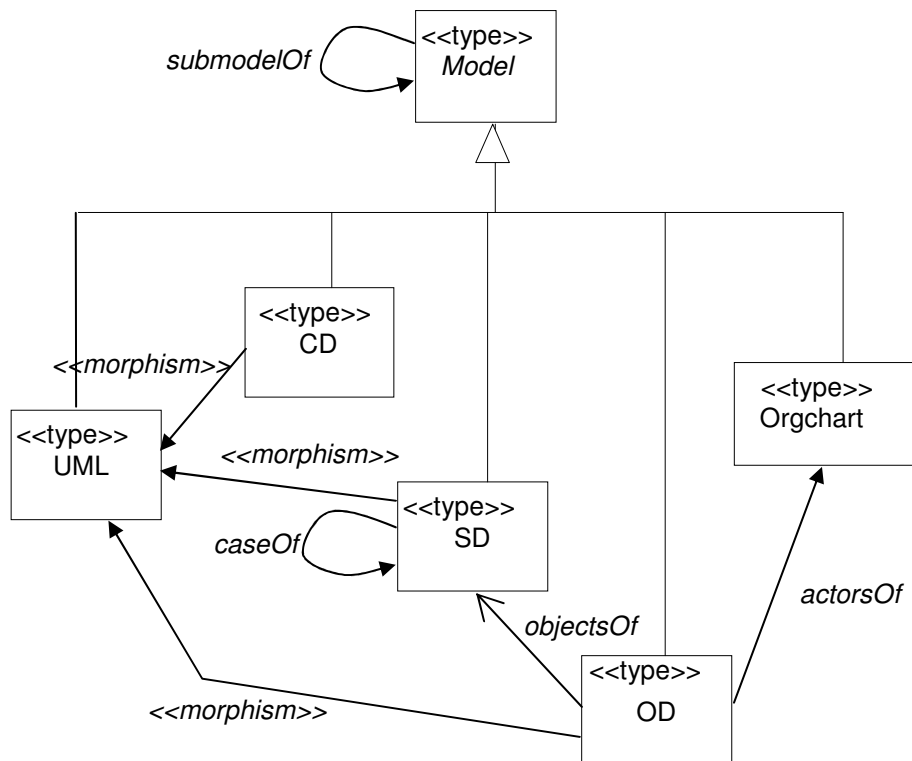 <<type>>
Model
submodelOf
<<type>>
CD
<<morphism>>
<<type>>
Orgchart
<<type>>
UML
<<morphism>>
<<type>>
SD
caseOf
actorsOf
objectsOf
<<type>>
OD
<<morphism>>